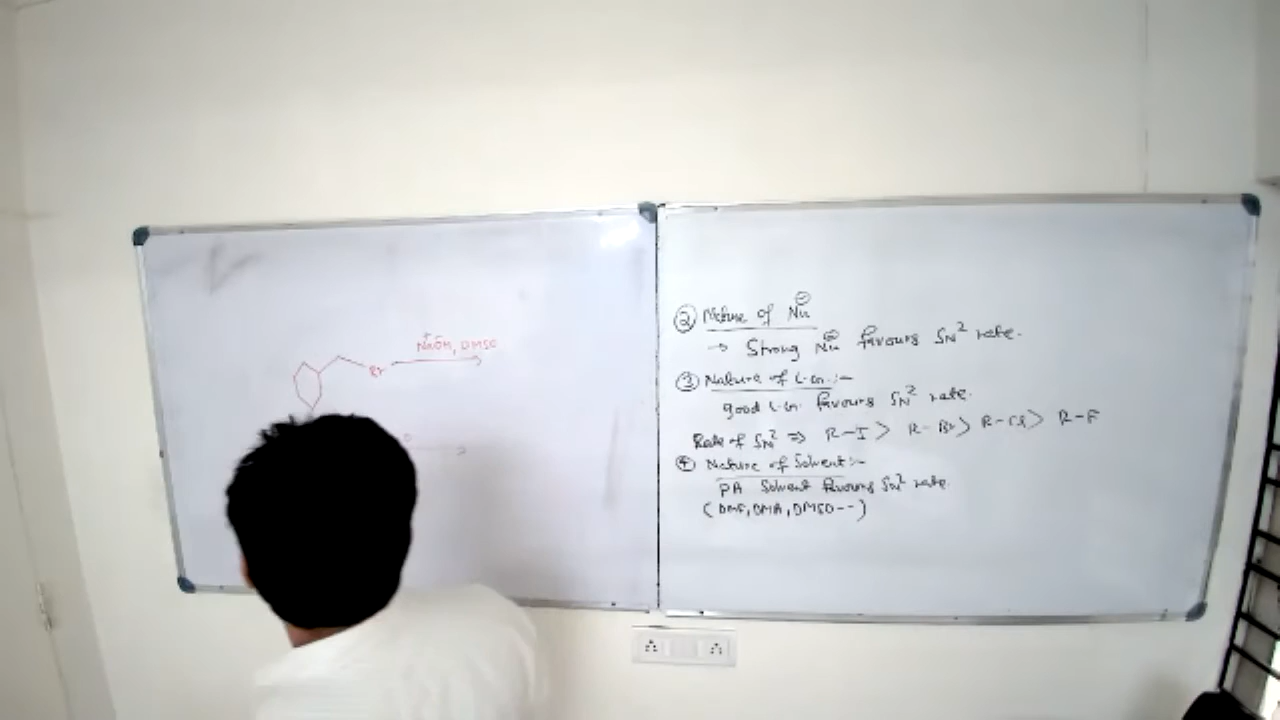 Br NaOH, DMSO
② Nature of Nu⊖
→ Strong Nu⊖ favours SN² rate.
③ Nature of L.G.:-
good L.G. favours SN² rate.
Rate of SN² ⇒ R-I > R-Br > R-Cl > R-F
④ Nature of Solvent:-
PA Solvent favours SN² rate
(DMF, DMA, DMSO--)